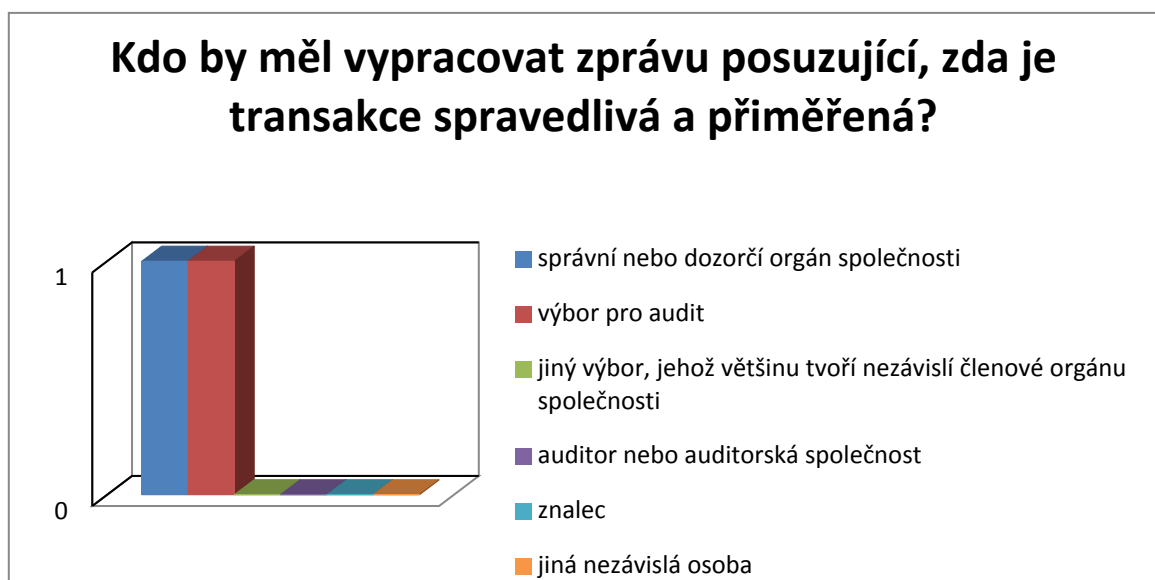 Kdo by měl vypracovat zprávu posuzující, zda je
transakce spravedlivá a přiměřená?
1
0
správní nebo dozorčí orgán společnosti
výbor pro audit
jiný výbor, jehož většinu tvoří nezávislí členové orgánu
společnosti
auditor nebo auditorská společnost
znalec
jiná nezávislá osoba